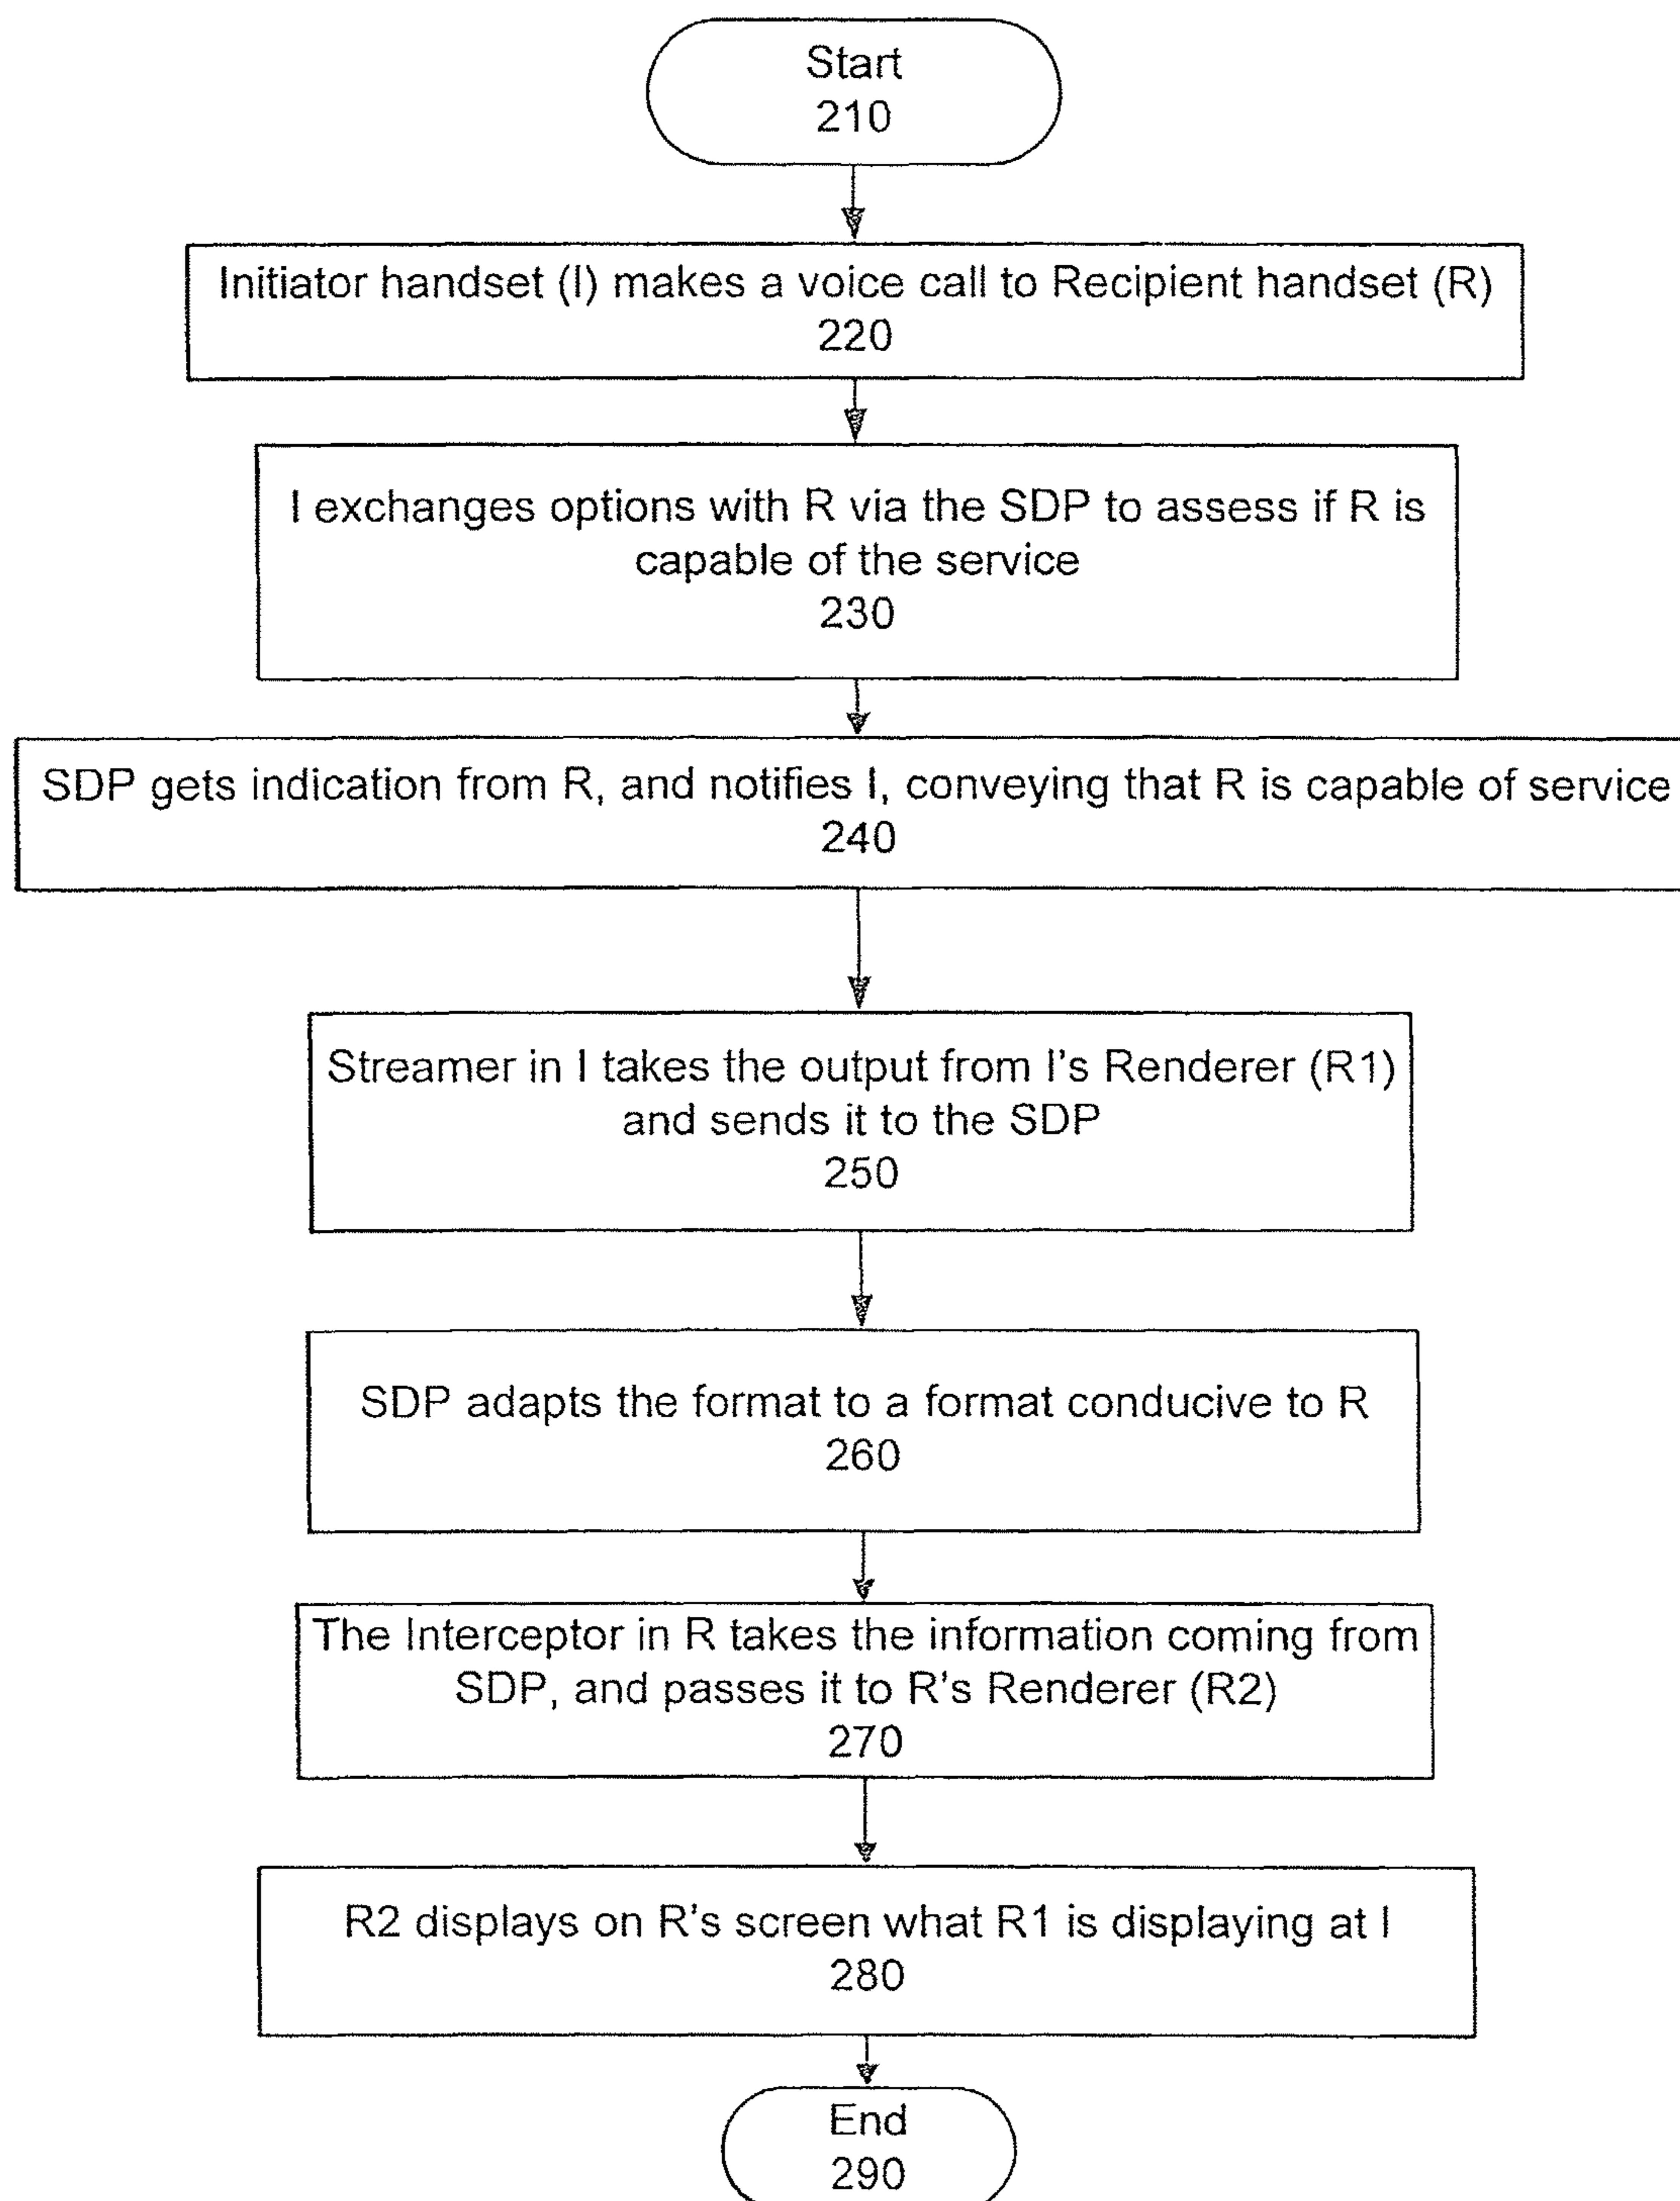 Start
210
Initiator handset (I) makes a voice call to Recipient handset (R)
220
I exchanges options with R via the SDP to assess if R is
capable of the service
230
SDP gets indication from R, and notifies I, conveying that R is capable of service
240
Streamer in I takes the output from I's Renderer (R1)
and sends it to the SDP
250
SDP adapts the format to a format conducive to R
260
The Interceptor in R takes the information coming from
SDP, and passes it to R's Renderer (R2)
270
R2 displays on R's screen what R1 is displaying at I
280
End
290